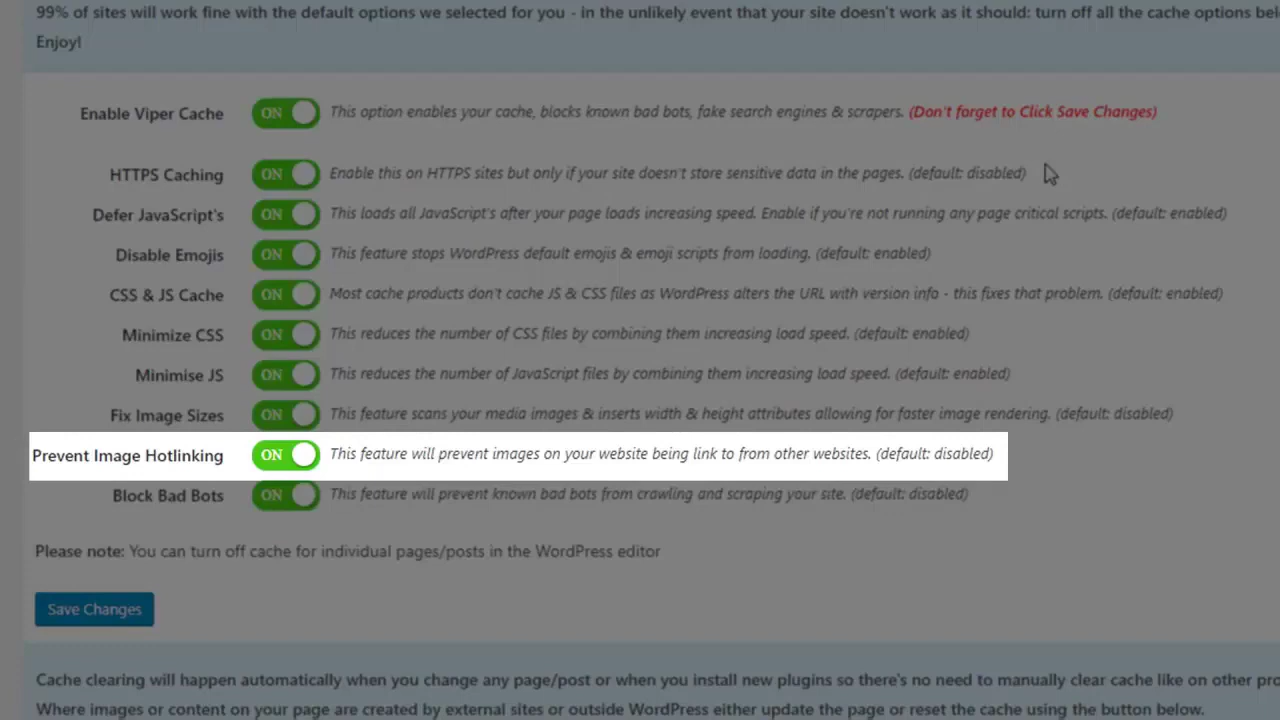 99% of sites will work fine with the default options we selected for you - in the unlikely event that your site doesn't work as it should: turn off all the cache options
Enjoy!
Enable Viper Cache ON This option enables your cache, blocks known bad bots, fake search engines & scrapers. (Don't forget to Click Save Changes)
HTTPS Caching ON Enable this on HTTPS sites but only if your site doesn't store sensitive data in the pages. (default: disabled)
Defer JavaScript's ON This loads all JavaScript's after your page loads increasing speed. Enable if you're not running any page critical scripts. (default: enabled)
Disable Emojis ON This feature stops WordPress default emojis & emoji scripts from loading. (default: enabled)
CSS & JS Cache ON Most cache products don't cache JS & CSS files as WordPress alters the URL with version info - this fixes that problem. (default: enabled)
Minimize CSS ON This reduces the number of CSS files by combining them increasing load speed. (default: enabled)
Minimise JS ON This reduces the number of JavaScript files by combining them increasing load speed. (default: enabled)
Fix Image Sizes ON This feature scans your media images & inserts width & height attributes allowing for faster image rendering. (default: disabled)
Prevent Image Hotlinking ON This feature will prevent images on your website being link to from other websites. (default: disabled)
Block Bad Bots ON This feature will prevent known bad bots from crawling and scraping your site. (default: disabled)
Please note: You can turn off cache for individual pages/posts in the WordPress editor
Save Changes
Cache clearing will happen automatically when you change any page/post or when you install new plugins so there's no need to manually clear cache like on other
Where images or content on your page are created by external sites or outside WordPress either update the page or reset the cache using the button below.